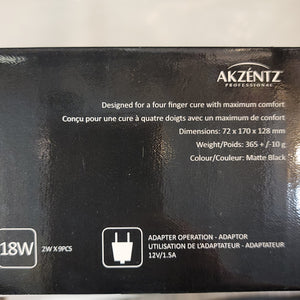 AKZÉNTZ
PROFESSIONAL
Designed for a four finger cure with maximum comfort
Conçu pour une cure à quatre doigts avec un maximum de confort
Dimensions: 72 x 170 x 128 mm
Weight/Poids: 365 + /-10 g
Colour/Couleur: Matte Black
18W
2W X 9PCS
ADAPTER OPERATION - ADAPTOR
UTILISATION DE L'ADAPTATEUR - ADAPTATEUR
12V/1.5A